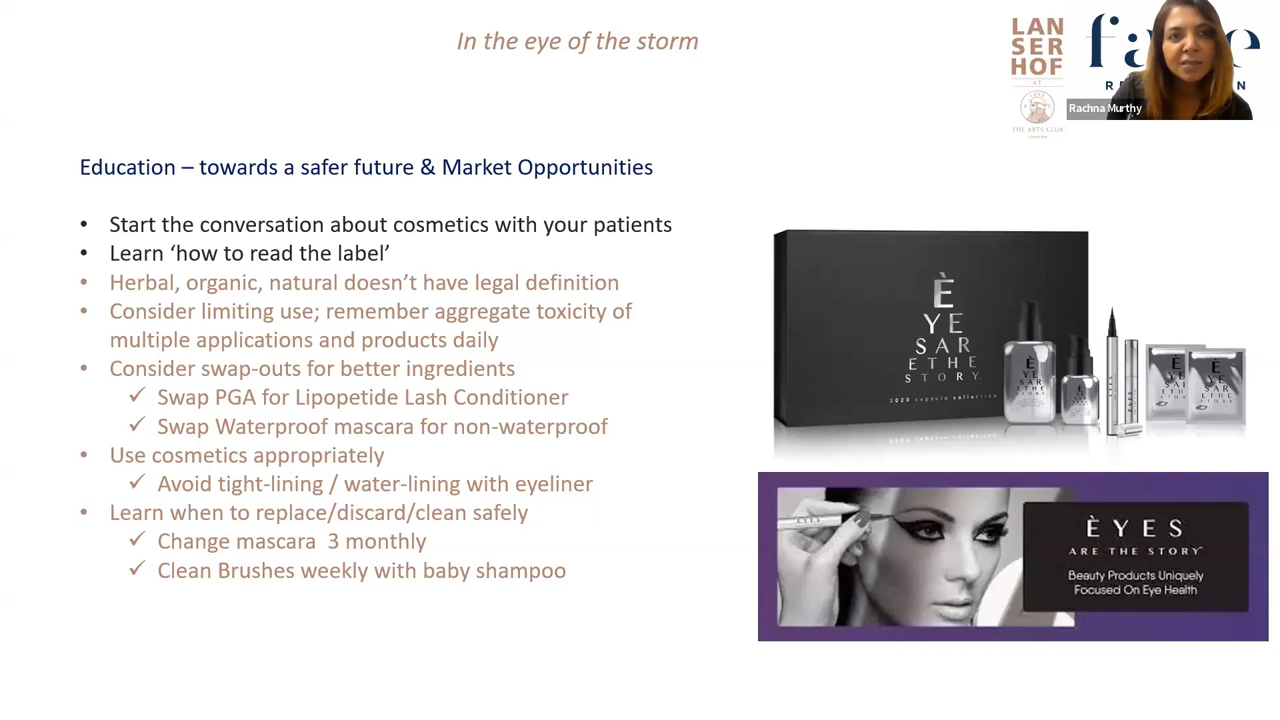 In the eye of the storm
LAN
SER
HOF
AT
THE ARTS CLUB
LONDON
fa e
R N
Rachna Murthy
Education – towards a safer future & Market Opportunities
• Start the conversation about cosmetics with your patients
• Learn ‘how to read the label’
• Herbal, organic, natural doesn’t have legal definition
• Consider limiting use; remember aggregate toxicity of
multiple applications and products daily
• Consider swap-outs for better ingredients
✓ Swap PGA for Lipopetide Lash Conditioner
✓ Swap Waterproof mascara for non-waterproof
• Use cosmetics appropriately
✓ Avoid tight-lining / water-lining with eyeliner
• Learn when to replace/discard/clean safely
✓ Change mascara 3 monthly
✓ Clean Brushes weekly with baby shampoo
È
YE
SAR
ETHE
STORY.
2020 capsule collection
ÈYES
ARE THE STORY™
Beauty Products Uniquely
Focused On Eye Health